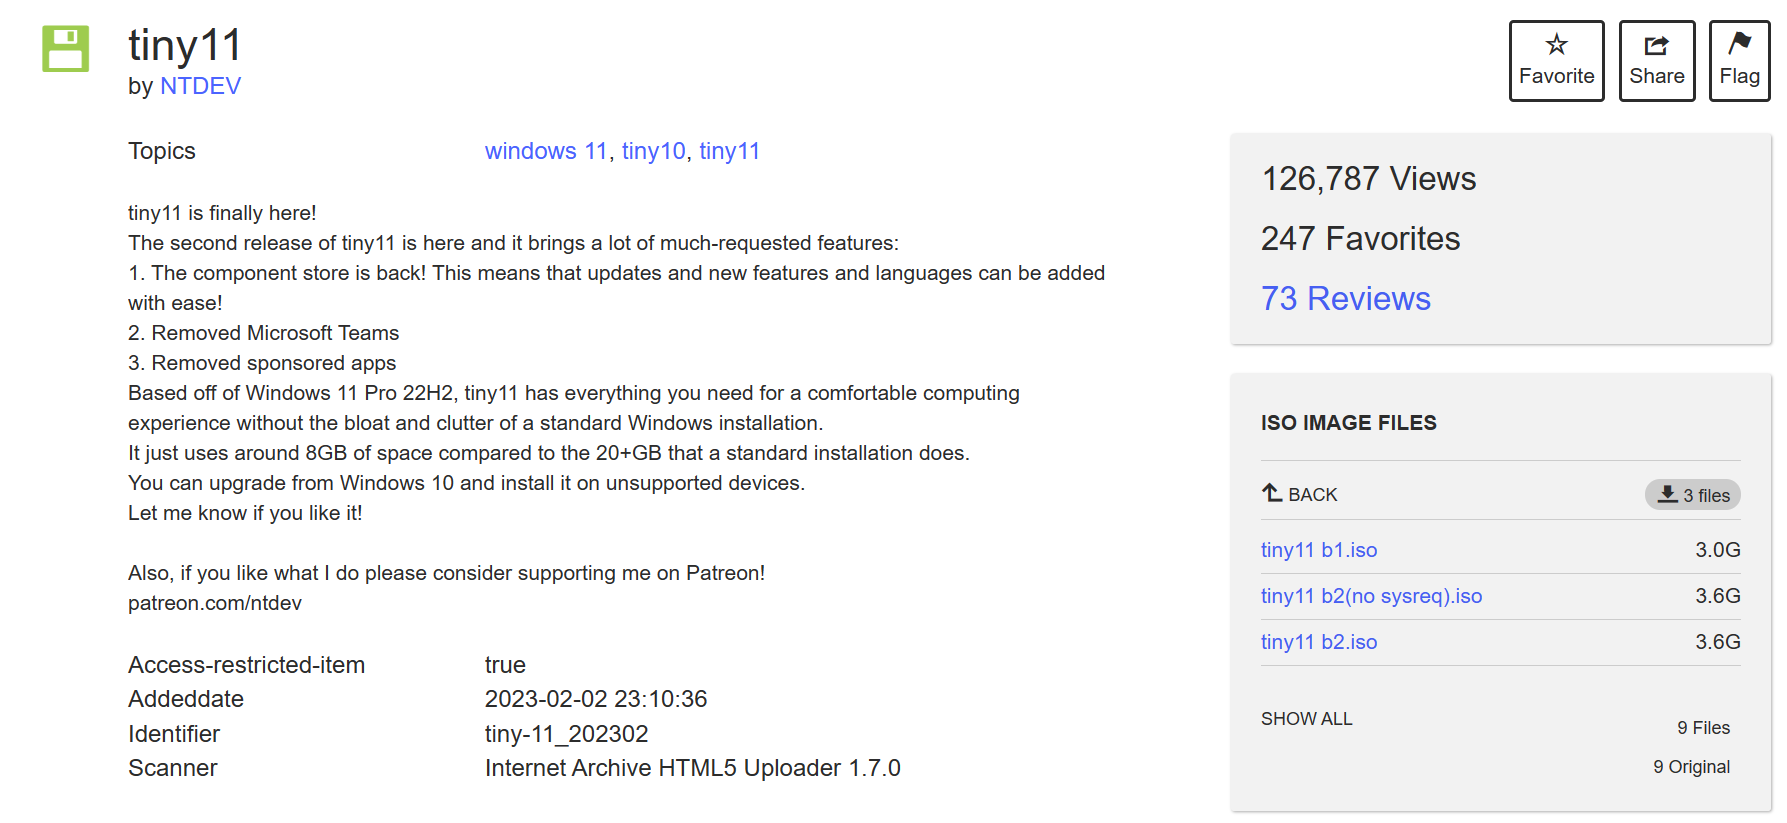 tiny11
by NTDEV
Favorite
Share
Flag
Topics
windows 11, tiny10, tiny11
tiny11 is finally here!
The second release of tiny11 is here and it brings a lot of much-requested features:
1. The component store is back! This means that updates and new features and languages can be added
with ease!
2. Removed Microsoft Teams
3. Removed sponsored apps
Based off of Windows 11 Pro 22H2, tiny11 has everything you need for a comfortable computing
experience without the bloat and clutter of a standard Windows installation.
It just uses around 8GB of space compared to the 20+GB that a standard installation does.
You can upgrade from Windows 10 and install it on unsupported devices.
Let me know if you like it!
Also, if you like what I do please consider supporting me on Patreon!
patreon.com/ntdev
Access-restricted-item true
Addeddate 2023-02-02 23:10:36
Identifier tiny-11_202302
Scanner Internet Archive HTML5 Uploader 1.7.0
126,787 Views
247 Favorites
73 Reviews
ISO IMAGE FILES
BACK 3 files
tiny11 b1.iso 3.0G
tiny11 b2(no sysreq).iso 3.6G
tiny11 b2.iso 3.6G
SHOW ALL
9 Files
9 Original